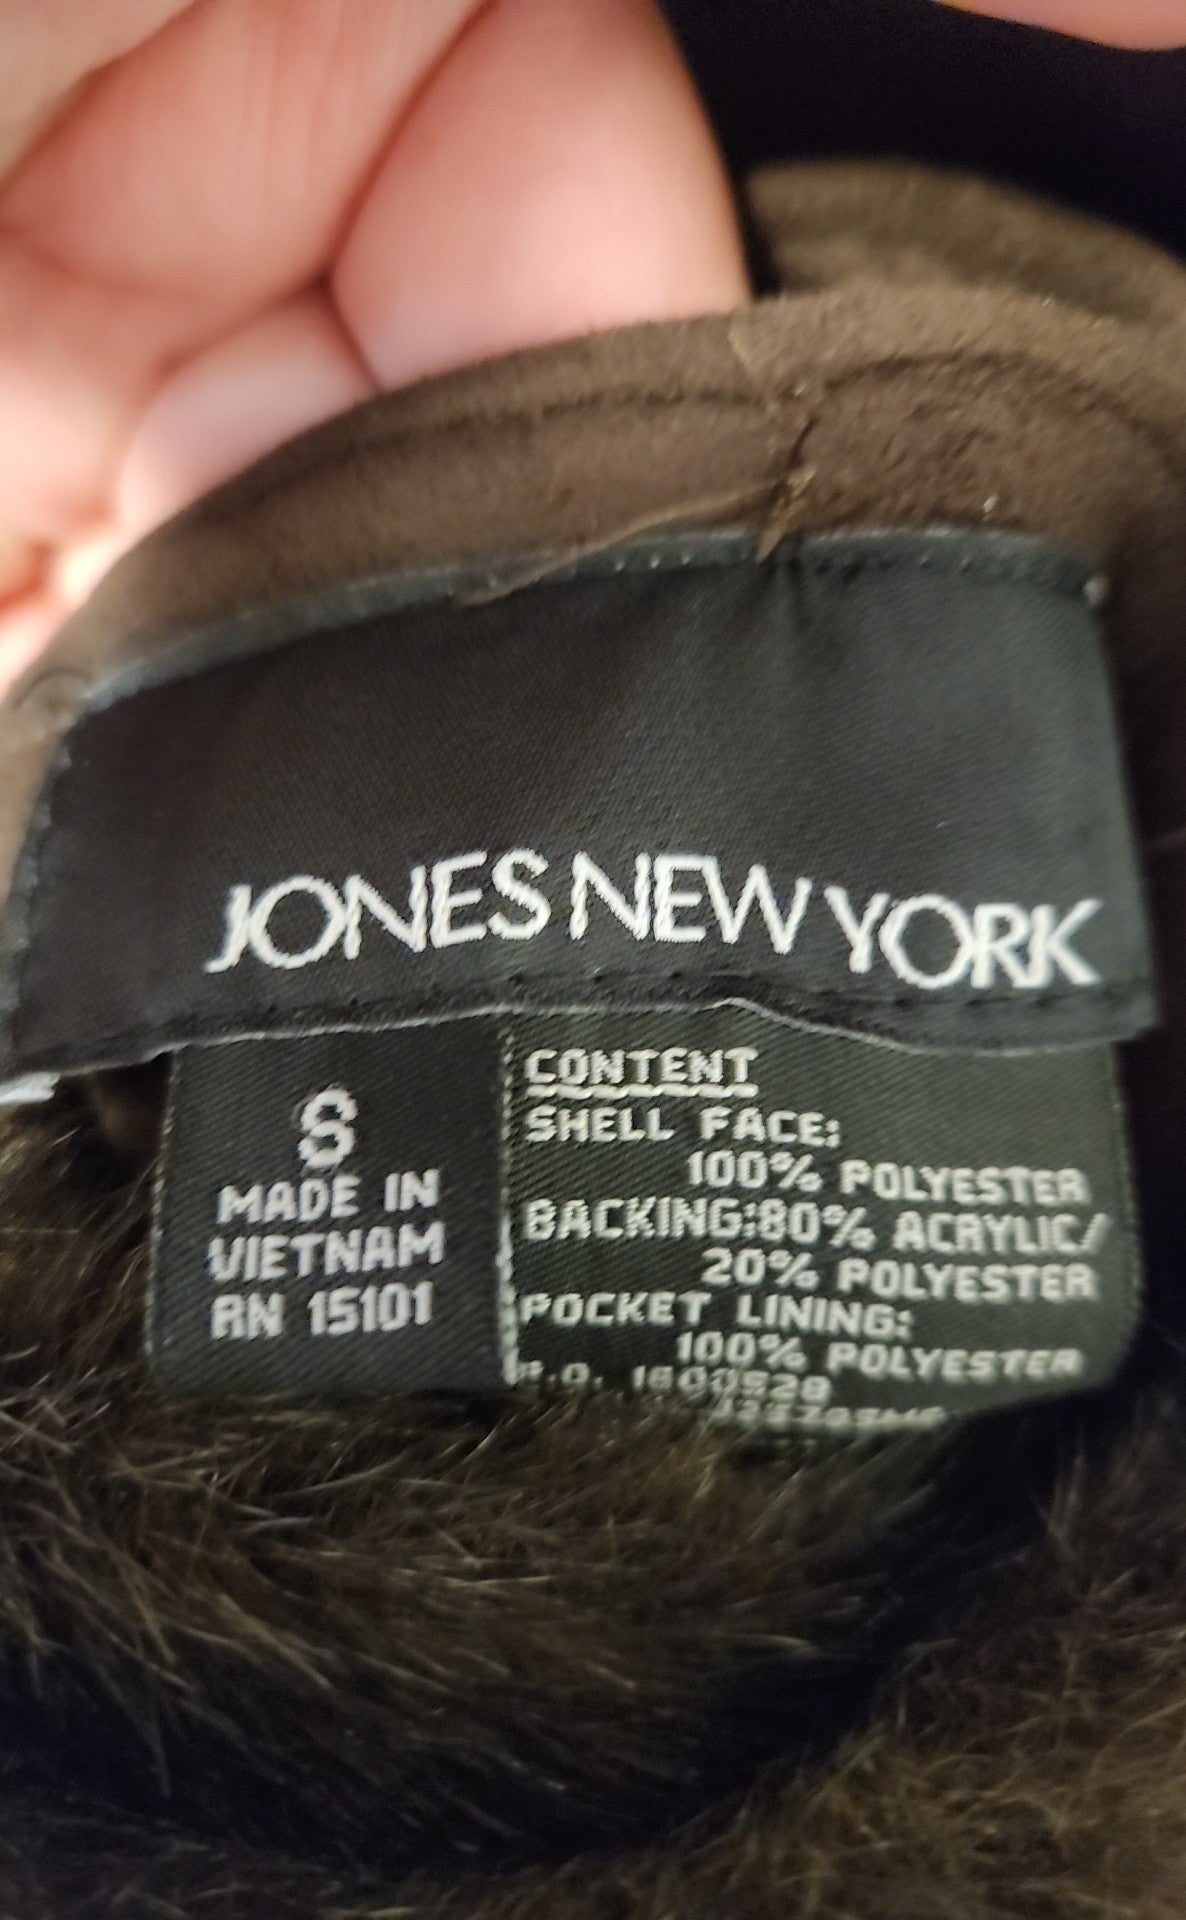 JONES NEW YORK
S
MADE IN
VIETNAM
RN 15101
CONTENT
SHELL FACE:
100% POLYESTER
BACKING:80% ACRYLIC/
20% POLYESTER
POCKET LINING:
100% POLYESTER